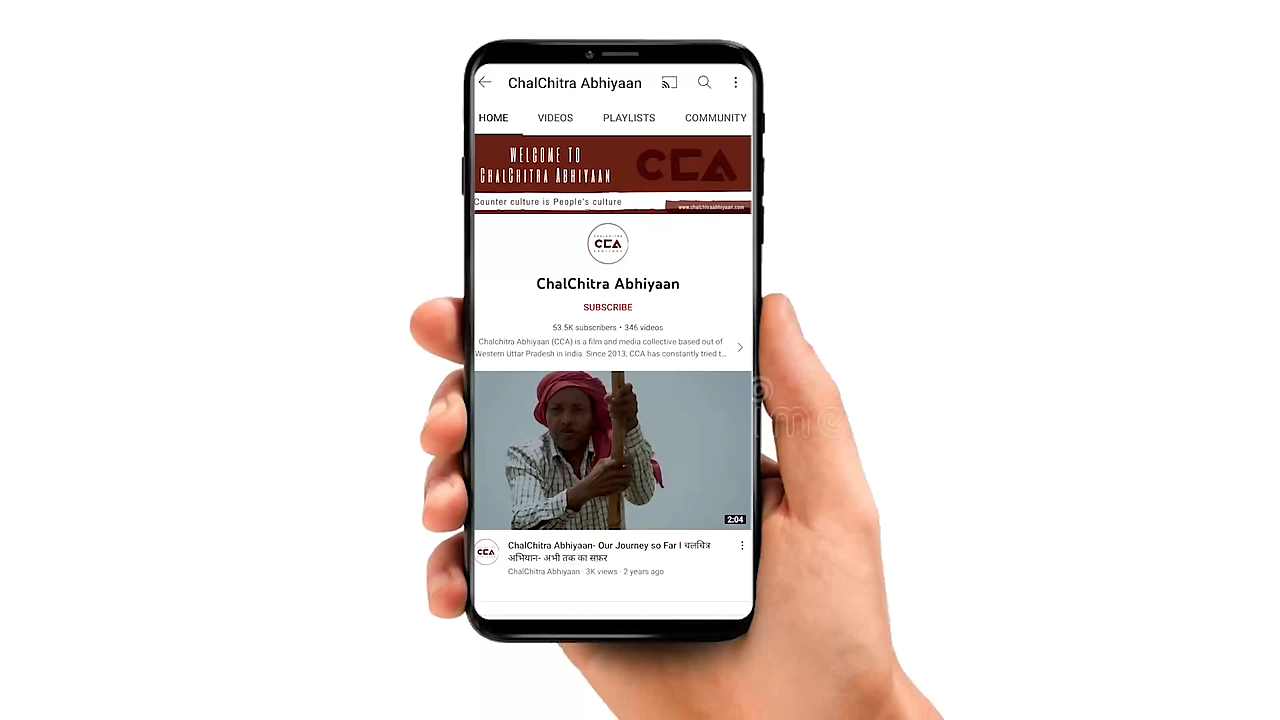 ChalChitra Abhiyaan
HOME VIDEOS PLAYLISTS COMMUNITY
WELCOME TO
CHALCHITRA ABHIYAAN
CCA
Counter culture is People's culture
www.chalchitraabhiyaan.com
CCA
ChalChitra Abhiyaan
SUBSCRIBE
53.5K subscribers • 346 videos
Chalchitra Abhiyaan (CCA) is a film and media collective based out of
Western Uttar Pradesh in India. Since 2013, CCA has constantly tried t...
2:04
CCA
ChalChitra Abhiyaan- Our Journey so Far l चलचित्र
अभियान- अभी तक का सफ़र
ChalChitra Abhiyaan · 3K views · 2 years ago